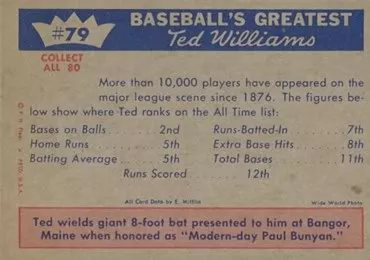 #79
COLLECT
ALL 80
BASEBALL'S GREATEST
Ted Williams
More than 10,000 players have appeared on the
major league scene since 1876. The figures be-
low show where Ted ranks on the All Time list:
Bases on Balls 2nd Runs-Batted-In 7th
Home Runs 5th Extra Base Hits 8th
Batting Average 5th Total Bases 11th
Runs Scored 12th
All Card Data by E. Mifflin Wide World Photo
Ted wields giant 8-foot bat presented to him at Bangor,
Maine when honored as "Modern-day Paul Bunyan."